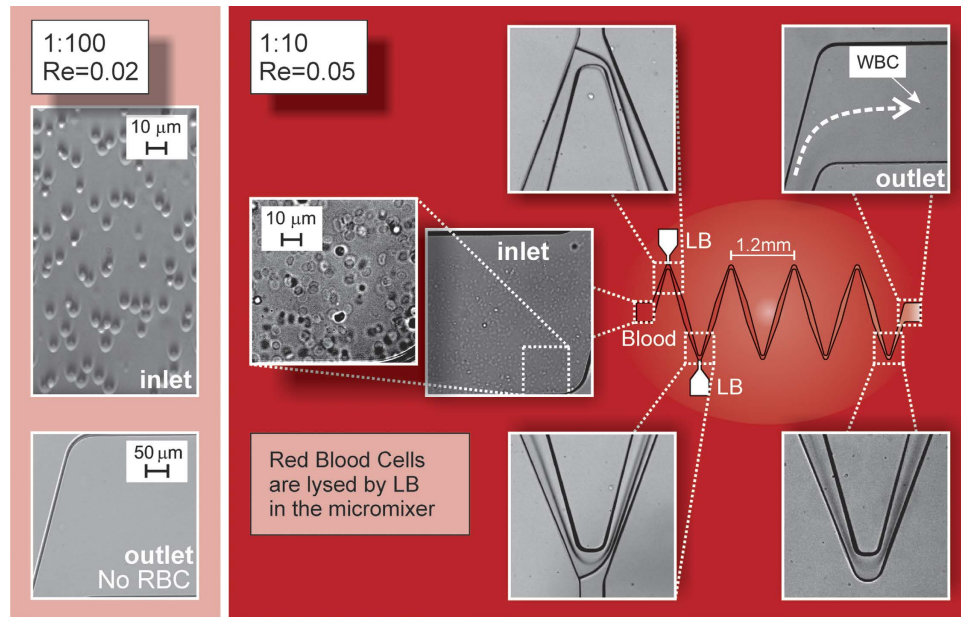 1:100
Re=0.02
10 μm
inlet
50 μm
outlet
No RBC
1:10
Re=0.05
WBC
outlet
10 μm
inlet
LB
1.2mm
Blood
LB
Red Blood Cells
are lysed by LB
in the micromixer